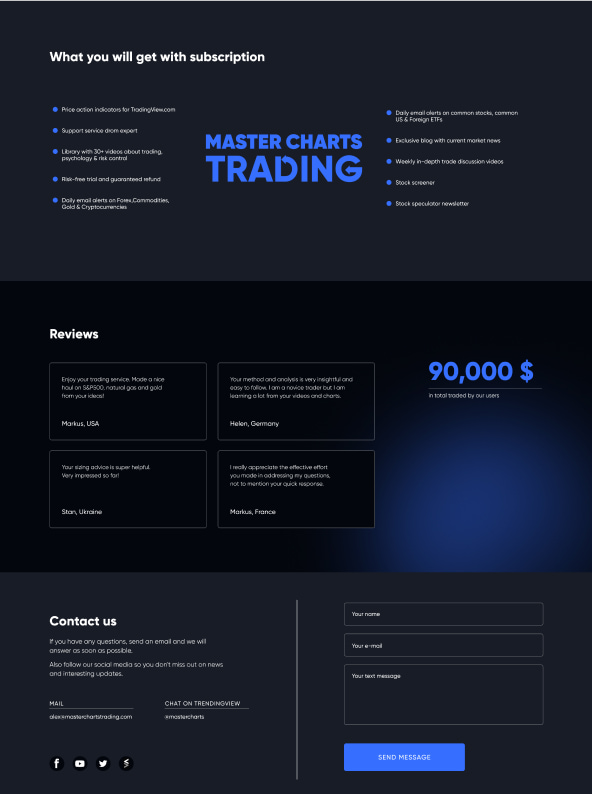 What you will get with subscription
Price action indicators for TradingView.com
Support service drom expert
Library with 30+ videos about trading,
psychology & risk control
Risk-free trial and guaranteed refund
Daily email alerts on Forex,Commodities,
Gold & Cryptocurrencies
MASTER CHARTS
TRADING
Daily email alerts on common stocks, common
US & Foreign ETFs
Exclusive blog with current market news
Weekly in-depth trade discussion videos
Stock screener
Stock speculator newsletter
Reviews
Enjoy your trading service. Made a nice
haul on S&P500, natural gas and gold
from your ideas!
Markus, USA
Your method and analysis is very insightful and
easy to follow. I am a novice trader but I am
learning a lot from your videos and charts.
Helen, Germany
Your sizing advice is super helpful.
Very impressed so far!
Stan, Ukraine
I really appreciate the effective effort
you made in addressing my questions,
not to mention your quick response.
Markus, France
90,000 $
in total traded by our users
Contact us
If you have any questions, send an email and we will
answer as soon as possible.
Also follow our social media so you don't miss out on news
and interesting updates.
MAIL
alex@masterchartstrading.com
CHAT ON TRENDINGVIEW
@mastercharts
Your name
Your e-mail
Your text message
SEND MESSAGE